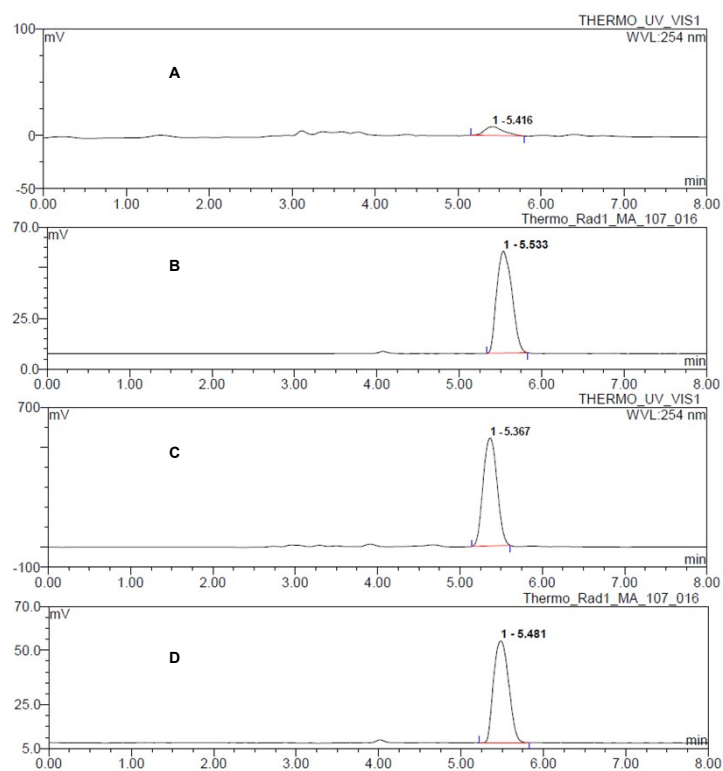 THERMO_UV_VIS1
100
mV
WVL:254 nm
A
1 - 5.416
0
-50
min
1.00 2.00 3.00 4.00 5.00 6.00 7.00 8.00
Thermo_Rad1_MA_107_016
70.0
mV
1 - 5.533
B
25.0
0.0
min
0.00 1.00 2.00 3.00 4.00 5.00 6.00 7.00 8.00
THERMO_UV_VIS1
700
mV
WVL:254 nm
1 - 5.367
C
-100
min
0.00 1.00 2.00 3.00 4.00 5.00 6.00 7.00 8.00
Thermo_Rad1_MA_107_016
70.0
mV
1 - 5.481
50.0
D
25.0
5.0
min
0.00 1.00 2.00 3.00 4.00 5.00 6.00 7.00 8.00